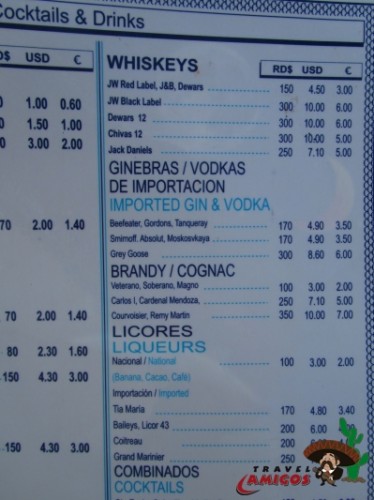 Cocktails & Drinks
RD$ USD €
1.00 0.60
1.50 1.00
3.00 2.00
70 2.00 1.40
70 2.00 1.40
80 2.30 1.60
150 4.30 3.00
150 4.30 3.00
WHISKEYS RD$ USD €
JW Red Label, J&B, Dewars 150 4.50 3.00
JW Black Label 300 10.00 6.00
Dewars 12 300 10.00 6.00
Chivas 12 300 10.00 5.00
Jack Daniels 250 7.10 5.00
GINEBRAS / VODKAS
DE IMPORTACION
IMPORTED GIN & VODKA
Beefeater, Gordons, Tanqueray 170 4.90 3.50
Smirnoff, Absolut, Moskosvkaya 170 4.90 3.50
Grey Goose 300 8.60 6.00
BRANDY / COGNAC
Veterano, Soberano, Magno 100 3.00 2.00
Carlos I, Cardenal Mendoza, 250 7.10 5.00
Courvoisier, Remy Martin 350 10.00 7.00
LICORES
LIQUEURS
Nacional / National 100 3.00 2.00
(Banana, Cacao, Café)
Importación / Imported
Tia Maria 170 4.80 3.40
Baileys, Licor 43 200 6.00
Coitreau 200
Grand Marinier 250
COMBINADOS
COCKTAILS
TRAVEL
AMIGOS